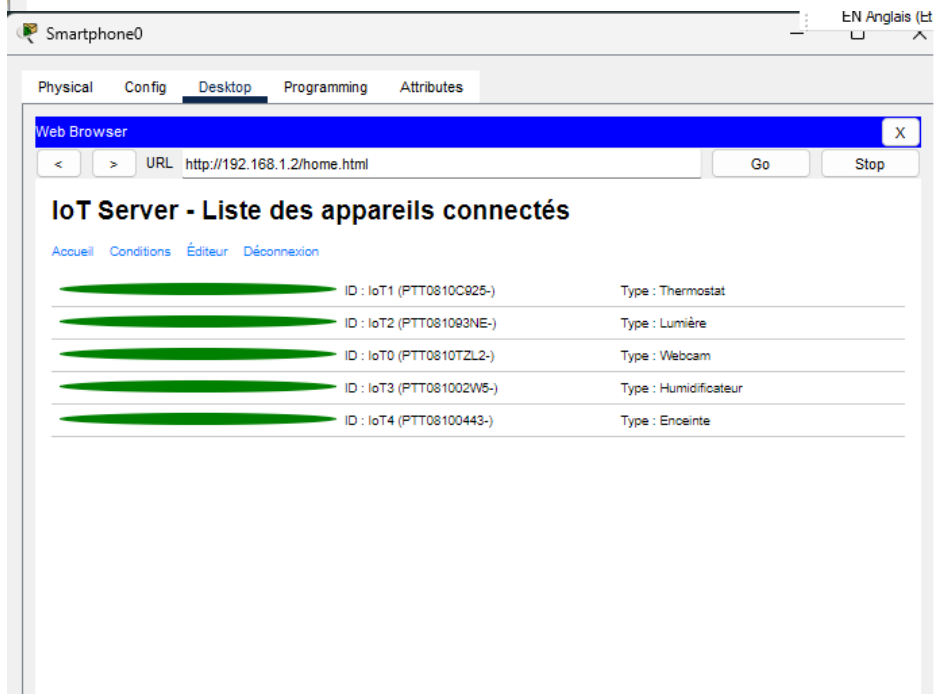 EN Anglais (Ét
Smartphone0
Physical Config Desktop Programming Attributes
Web Browser X
< > URL http://192.168.1.2/home.html Go Stop
IoT Server - Liste des appareils connectés
Accueil Conditions Éditeur Déconnexion
ID : IoT1 (PTT0810C925-) Type : Thermostat
ID : IoT2 (PTT081093NE-) Type : Lumière
ID : IoT0 (PTT0810TZL2-) Type : Webcam
ID : IoT3 (PTT081002W5-) Type : Humidificateur
ID : IoT4 (PTT08100443-) Type : Enceinte